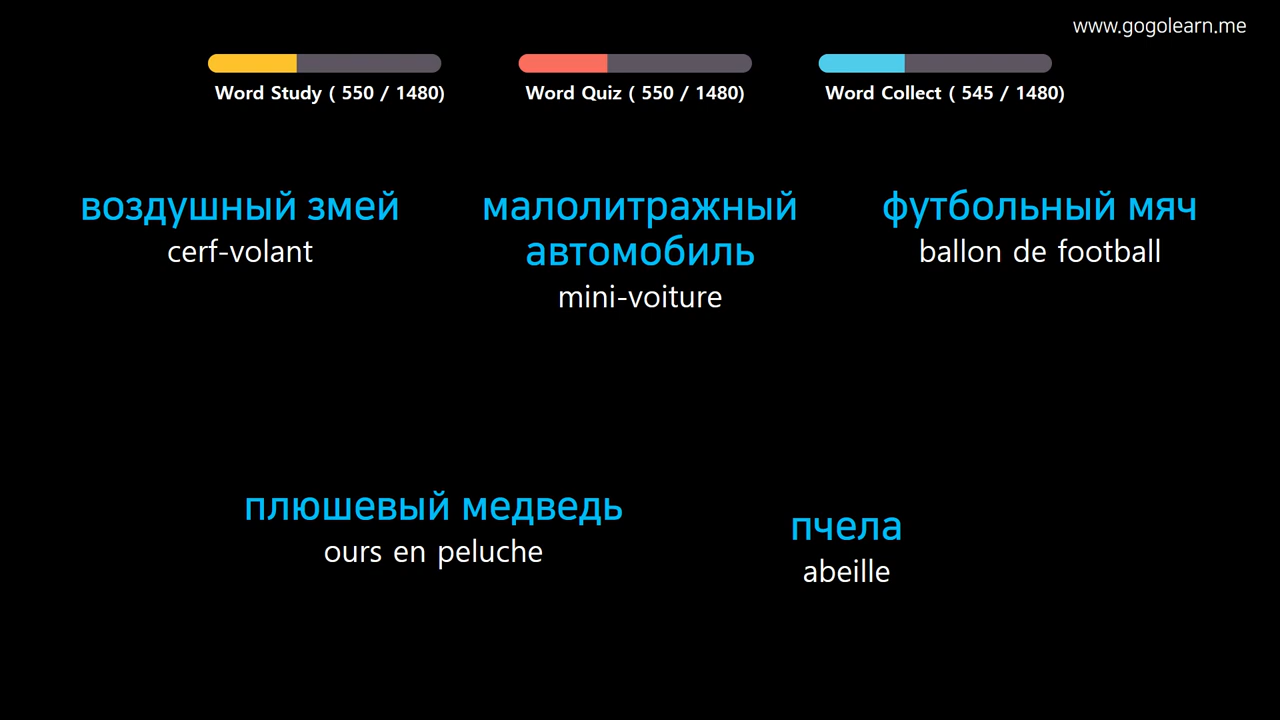 www.gogolearn.me
Word Study ( 550 / 1480)
Word Quiz ( 550 / 1480)
Word Collect ( 545 / 1480)
воздушный змей
cerf-volant
малолитражный
автомобиль
mini-voiture
футбольный мяч
ballon de football
плюшевый медведь
ours en peluche
пчела
abeille